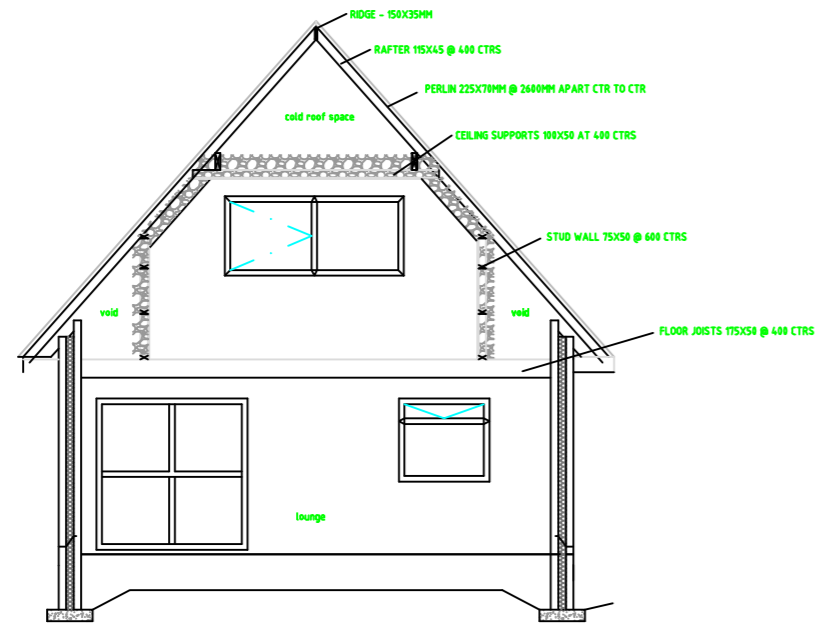 RIDGE - 150X35MM
RAFTER 115X45 @ 400 CTRS
PERLIN 225X70MM @ 2600MM APART CTR TO CTR
cold roof space
CEILING SUPPORTS 100X50 AT 400 CTRS
STUD WALL 75X50 @ 600 CTRS
void
void
FLOOR JOISTS 175X50 @ 400 CTRS
lounge